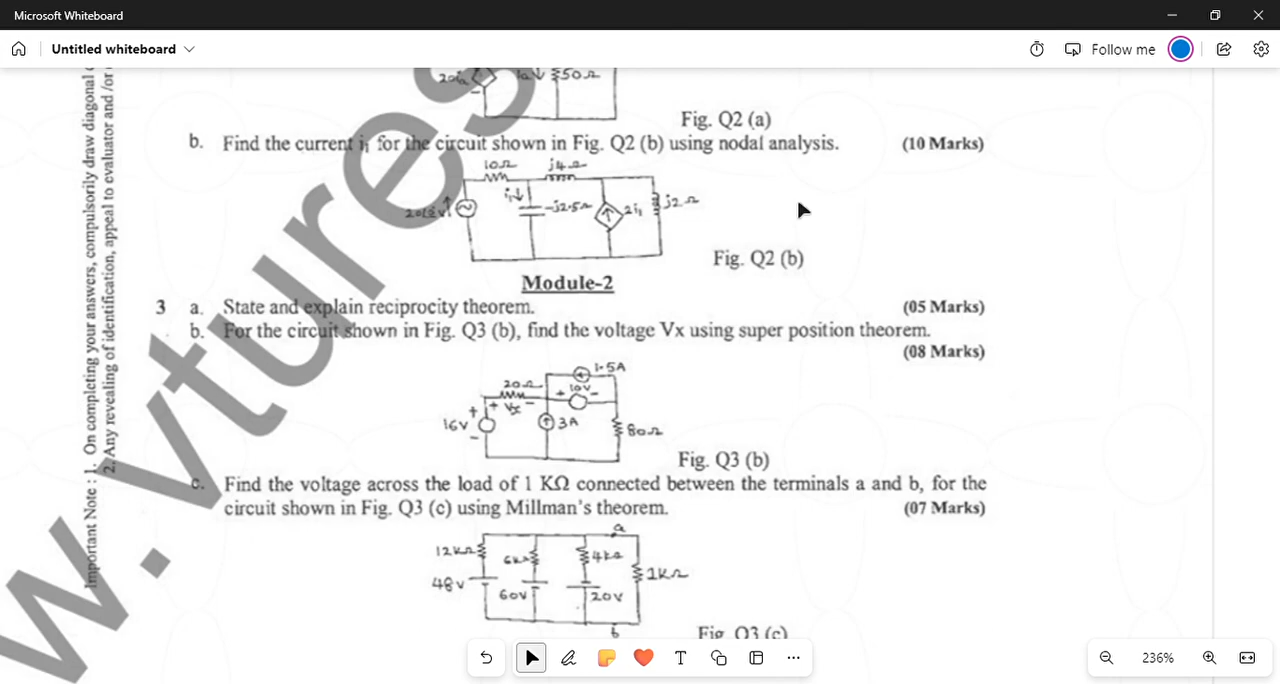 Microsoft Whiteboard
Untitled whiteboard
Follow me
Important Note : 1. On completing your answers, compulsorily draw diagonal
2. Any revealing of identification, appeal to evaluator and /or
w.vtures
50Ω
Fig. Q2 (a)
b. Find the current i₁ for the circuit shown in Fig. Q2 (b) using nodal analysis. (10 Marks)
10Ω j4Ω
i₁↓ -j2.5Ω 2i₁ j2Ω
Fig. Q2 (b)
Module-2
3 a. State and explain reciprocity theorem. (05 Marks)
b. For the circuit shown in Fig. Q3 (b), find the voltage Vx using super position theorem.
(08 Marks)
1.5A
20Ω 10V
+ Vx - + -
16V + - 3A 80Ω
Fig. Q3 (b)
c. Find the voltage across the load of 1 KΩ connected between the terminals a and b, for the
circuit shown in Fig. Q3 (c) using Millman's theorem. (07 Marks)
a
12KΩ 6KΩ 4KΩ
1KΩ
48V 60V 20V
b
Fig. Q3 (c)
236%